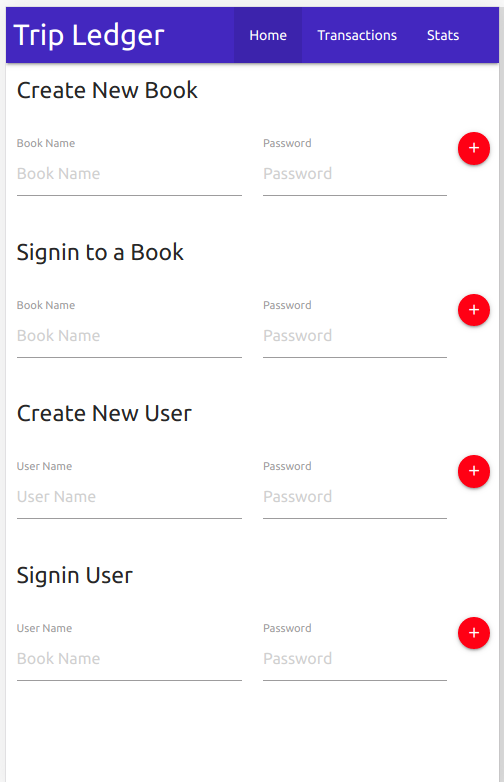 Trip Ledger Home Transactions Stats
Create New Book
Book Name Password
Book Name Password +
Signin to a Book
Book Name Password
Book Name Password +
Create New User
User Name Password
User Name Password +
Signin User
User Name Password
Book Name Password +